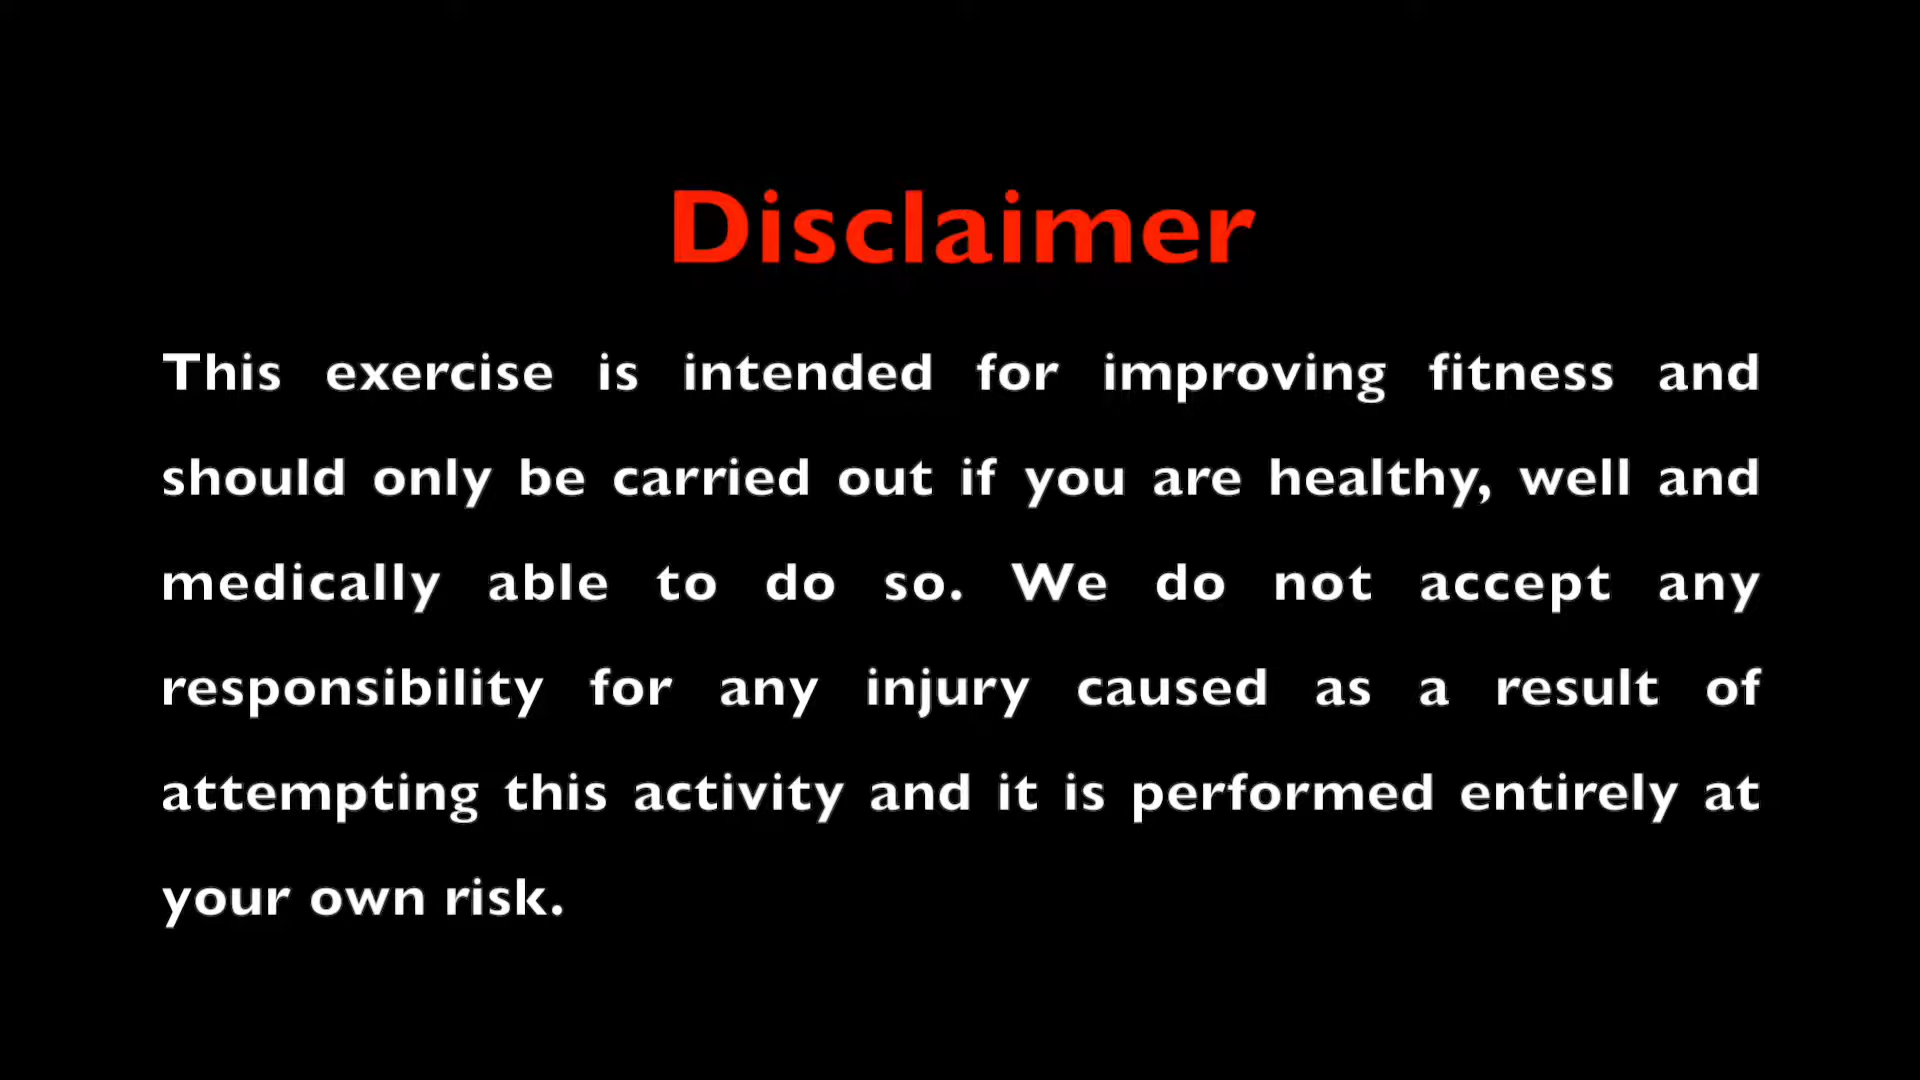 Disclaimer
This exercise is intended for improving fitness and
should only be carried out if you are healthy, well and
medically able to do so. We do not accept any
responsibility for any injury caused as a result of
attempting this activity and it is performed entirely at
your own risk.